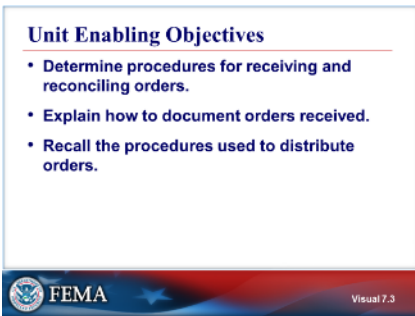 Unit Enabling Objectives
• Determine procedures for receiving and
reconciling orders.
• Explain how to document orders received.
• Recall the procedures used to distribute
orders.
FEMA
Visual 7.3